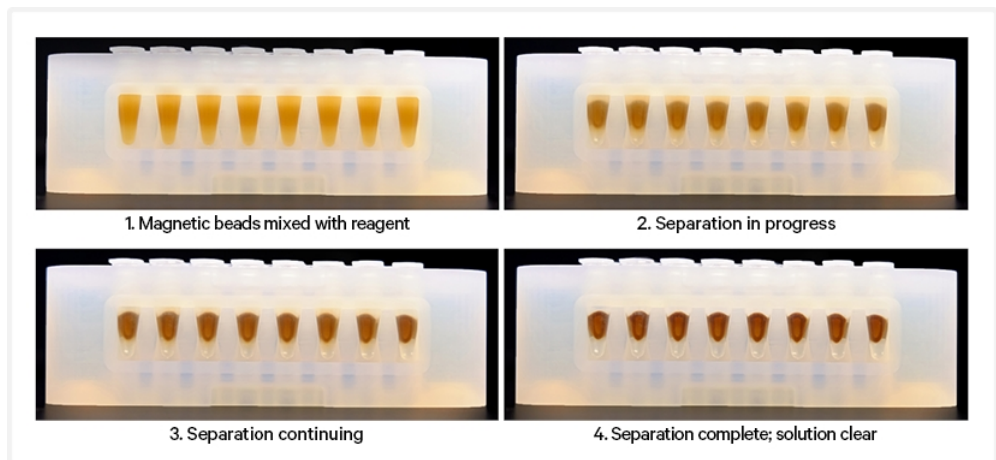 1. Magnetic beads mixed with reagent
2. Separation in progress
3. Separation continuing
4. Separation complete; solution clear